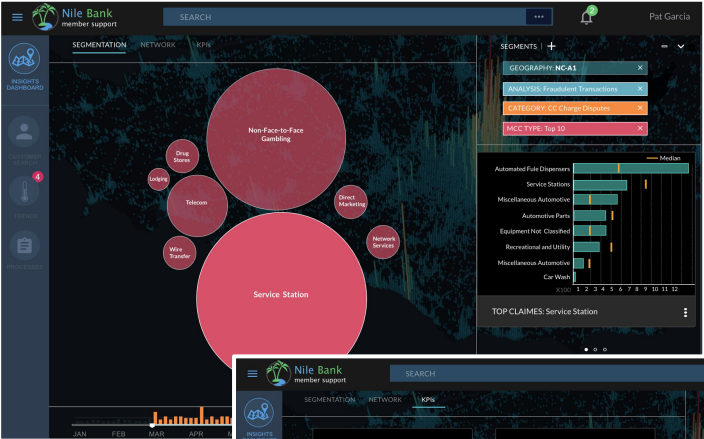 Nile Bank
member support
SEARCH
•••
2
Pat Garcia
SEGMENTATION
NETWORK
KPIs
SEGMENTS | +
INSIGHTS
DASHBOARD
GEOGRAPHY: NC-A1 ×
ANALYSIS: Fraudulent Transactions ×
CATEGORY: CC Charge Disputes ×
MCC TYPE: Top 10 ×
Non-Face-to-Face
Gambling
Drug
Stores
Lodging
Telecom
Direct
Marketing
Network
Services
Wire
Transfer
Service Station
4
PROCESSES
Median
Automated Fule Dispensers
Service Stations
Miscellaneous Automotive
Automotive Parts
Equipment Not Classified
Recreational and Utility
Miscellaneous Automotive
Car Wash
X100 1 2 3 4 5 6 7 8 9 10 11 12
TOP CLAIMES: Service Station
JAN FEB MAR APR
Nile Bank
member support
SEARCH
SEGMENTATION
NETWORK
KPIs
INSIGHTS